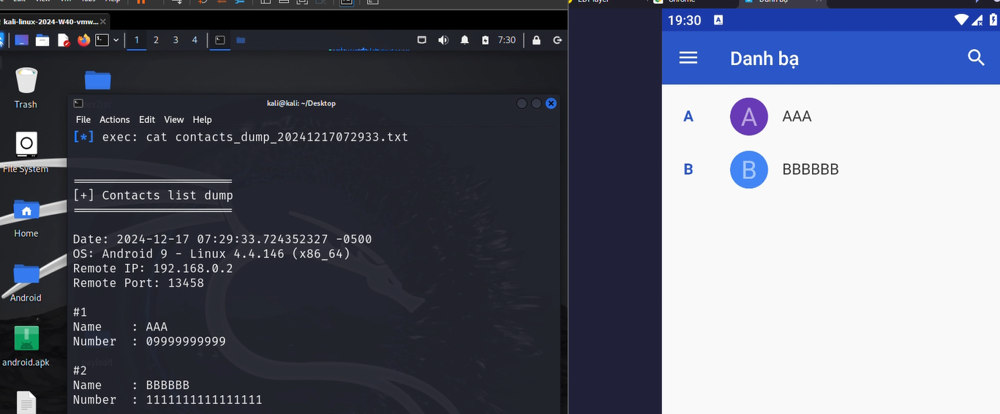 kali-linux-2024-W40-vmw...
1 2 3 4
7:30
Trash
File System
Home
Android
android.apk
kali@kali: ~/Desktop
File Actions Edit View Help
[*] exec: cat contacts_dump_20241217072933.txt
=====================
[+] Contacts list dump
=====================
Date: 2024-12-17 07:29:33.724352327 -0500
OS: Android 9 - Linux 4.4.146 (x86_64)
Remote IP: 192.168.0.2
Remote Port: 13458
#1
Name : AAA
Number : 09999999999
#2
Name : BBBBBB
Number : 1111111111111111
19:30 A
Danh bạ
A A AAA
B B BBBBBB